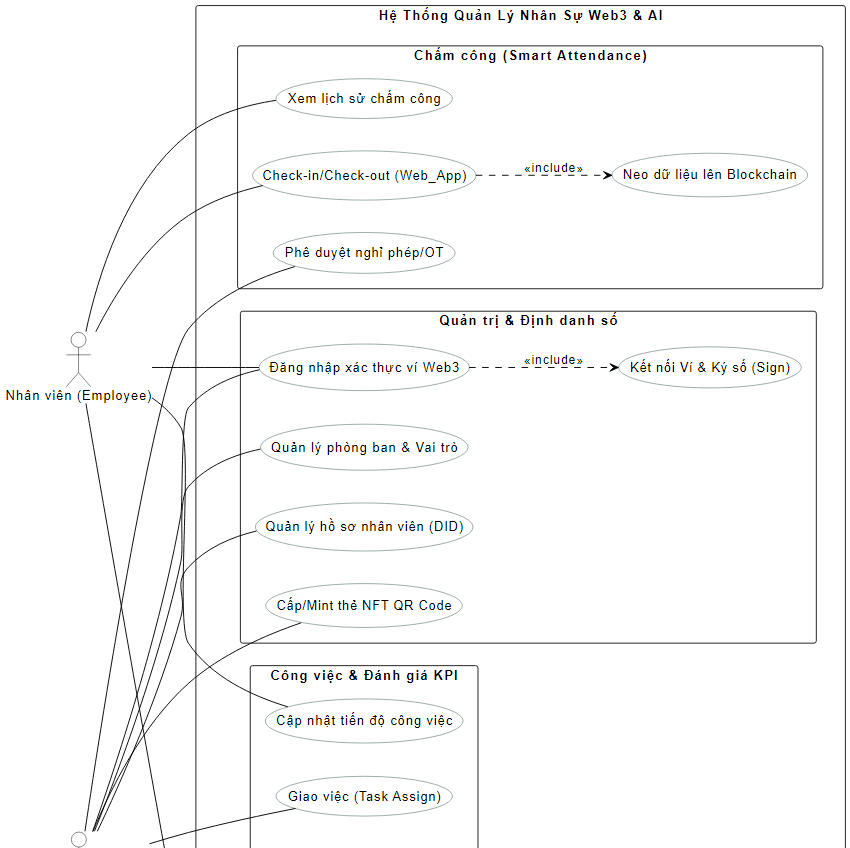 Hệ Thống Quản Lý Nhân Sự Web3 & AI
Chấm công (Smart Attendance)
Xem lịch sử chấm công
Check-in/Check-out (Web_App)
«include»
Neo dữ liệu lên Blockchain
Phê duyệt nghỉ phép/OT
Quản trị & Định danh số
Đăng nhập xác thực ví Web3
«include»
Kết nối Ví & Ký số (Sign)
Nhân viên (Employee)
Quản lý phòng ban & Vai trò
Quản lý hồ sơ nhân viên (DID)
Cấp/Mint thẻ NFT QR Code
Công việc & Đánh giá KPI
Cập nhật tiến độ công việc
Giao việc (Task Assign)